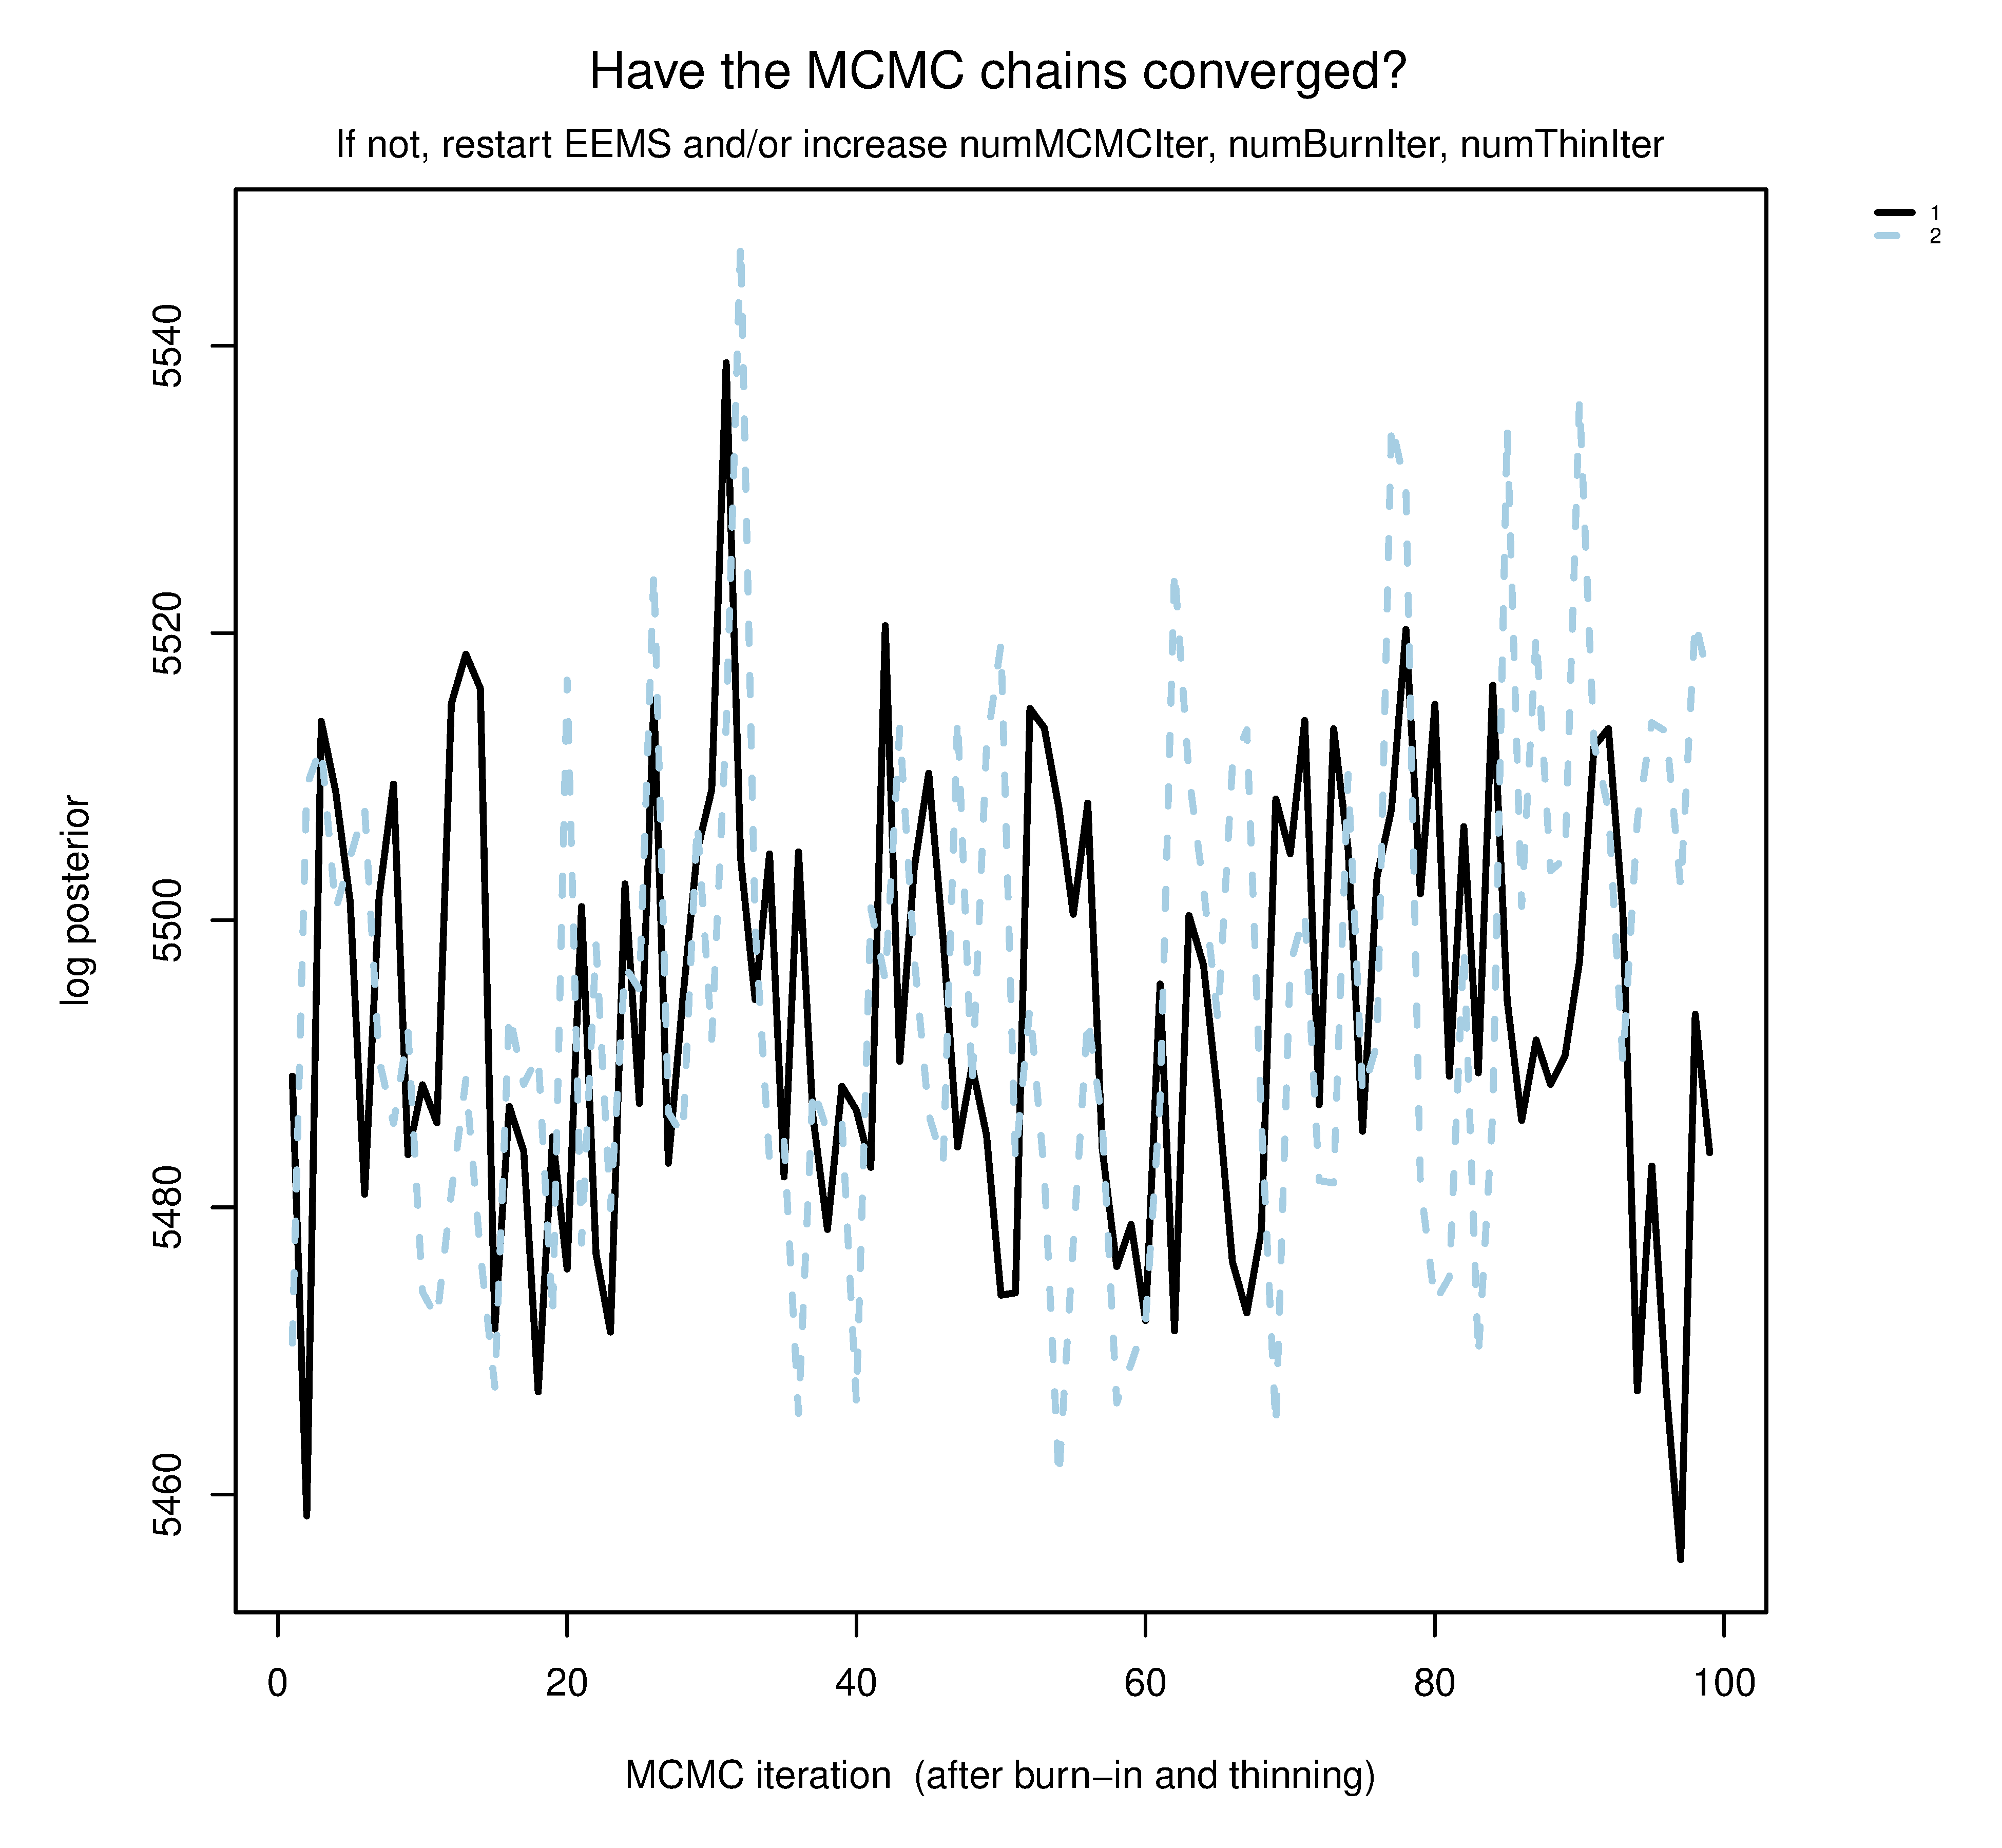 Have the MCMC chains converged?
If not, restart EEMS and/or increase numMCMCIter, numBurnIter, numThinIter
1
2
log posterior
5540
5520
5500
5480
5460
0 20 40 60 80 100
MCMC iteration (after burn−in and thinning)